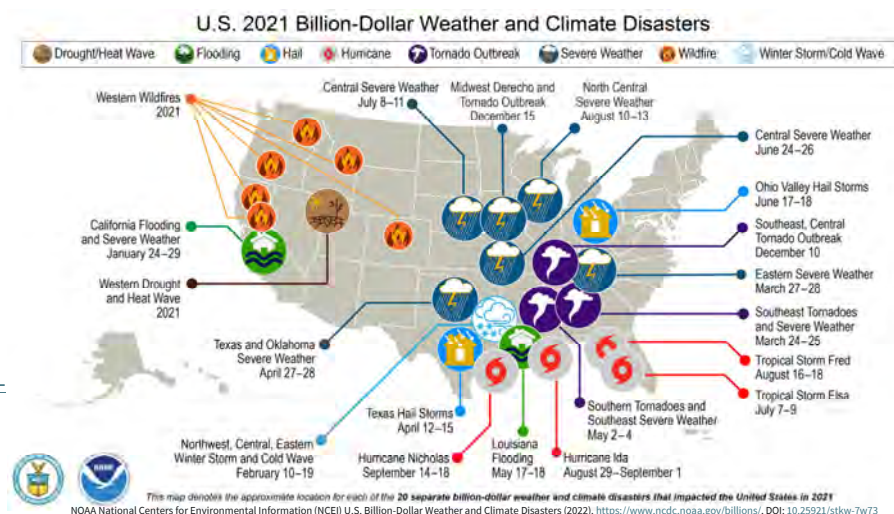 U.S. 2021 Billion-Dollar Weather and Climate Disasters
Drought/Heat Wave Flooding Hail Hurricane Tornado Outbreak Severe Weather Wildfire Winter Storm/Cold Wave
Western Wildfires
2021
Central Severe Weather
July 8–11
Midwest Derecho and
Tornado Outbreak
December 15
North Central
Severe Weather
August 10–13
Central Severe Weather
June 24–26
Ohio Valley Hail Storms
June 17–18
Southeast, Central
Tornado Outbreak
December 10
Eastern Severe Weather
March 27–28
Southeast Tornadoes
and Severe Weather
March 24–25
Tropical Storm Fred
August 16–18
Tropical Storm Elsa
July 7–9
California Flooding
and Severe Weather
January 24–29
Western Drought
and Heat Wave
2021
Texas and Oklahoma
Severe Weather
April 27–28
Texas Hail Storms
April 12–15
Southern Tornadoes and
Southeast Severe Weather
May 2–4
Northwest, Central, Eastern
Winter Storm and Cold Wave
February 10–19
Hurricane Nicholas
September 14–18
Louisiana
Flooding
May 17–18
Hurricane Ida
August 29–September 1
NOAA
This map denotes the approximate location for each of the 20 separate billion-dollar weather and climate disasters that impacted the United States in 2021
NOAA National Centers for Environmental Information (NCEI) U.S. Billion-Dollar Weather and Climate Disasters (2022). https://www.ncdc.noaa.gov/billions/, DOI: 10.25921/stkw-7w73